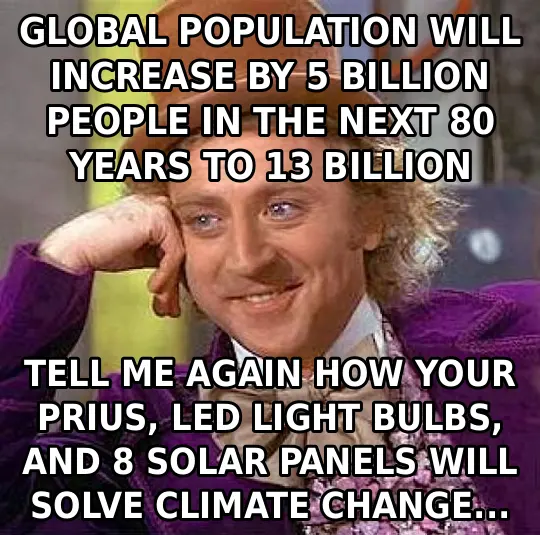 GLOBAL POPULATION WILL
INCREASE BY 5 BILLION
PEOPLE IN THE NEXT 80
YEARS TO 13 BILLION
TELL ME AGAIN HOW YOUR
PRIUS, LED LIGHT BULBS,
AND 8 SOLAR PANELS WILL
SOLVE CLIMATE CHANGE...